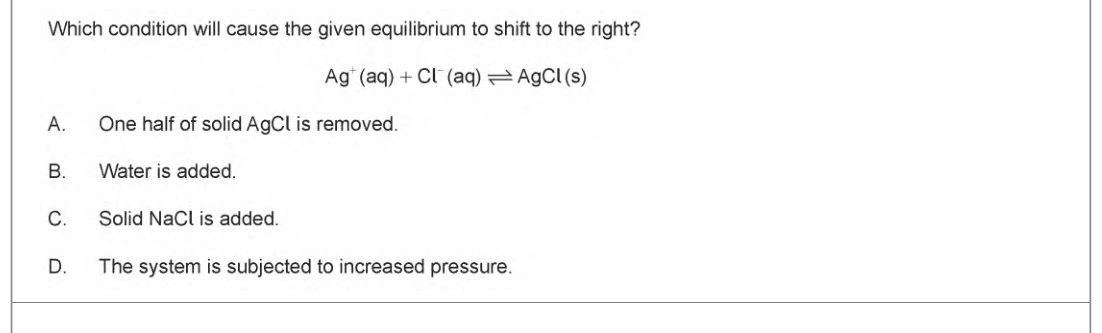 Which condition will cause the given equilibrium to shift to the right?
Ag⁺ (aq) + Cl⁻ (aq) ⇌ AgCl (s)
A. One half of solid AgCl is removed.
B. Water is added.
C. Solid NaCl is added.
D. The system is subjected to increased pressure.